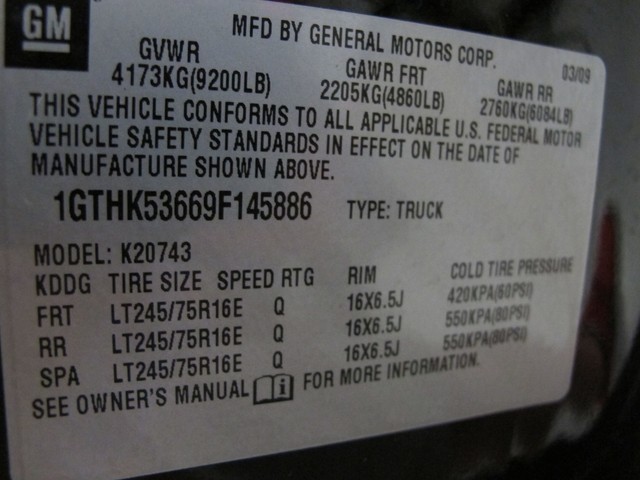 GM
MFD BY GENERAL MOTORS CORP.
03/09
GVWR GAWR FRT GAWR RR
4173KG(9200LB) 2205KG(4860LB) 2760KG(6084LB)
THIS VEHICLE CONFORMS TO ALL APPLICABLE U.S. FEDERAL MOTOR
VEHICLE SAFETY STANDARDS IN EFFECT ON THE DATE OF
MANUFACTURE SHOWN ABOVE.
1GTHK53669F145886 TYPE: TRUCK
MODEL: K20743
KDDG TIRE SIZE SPEED RTG RIM COLD TIRE PRESSURE
FRT LT245/75R16E Q 16X6.5J 420KPA(60PSI)
RR LT245/75R16E Q 16X6.5J 550KPA(80PSI)
SPA LT245/75R16E Q 16X6.5J 550KPA(80PSI)
SEE OWNER'S MANUAL i FOR MORE INFORMATION.